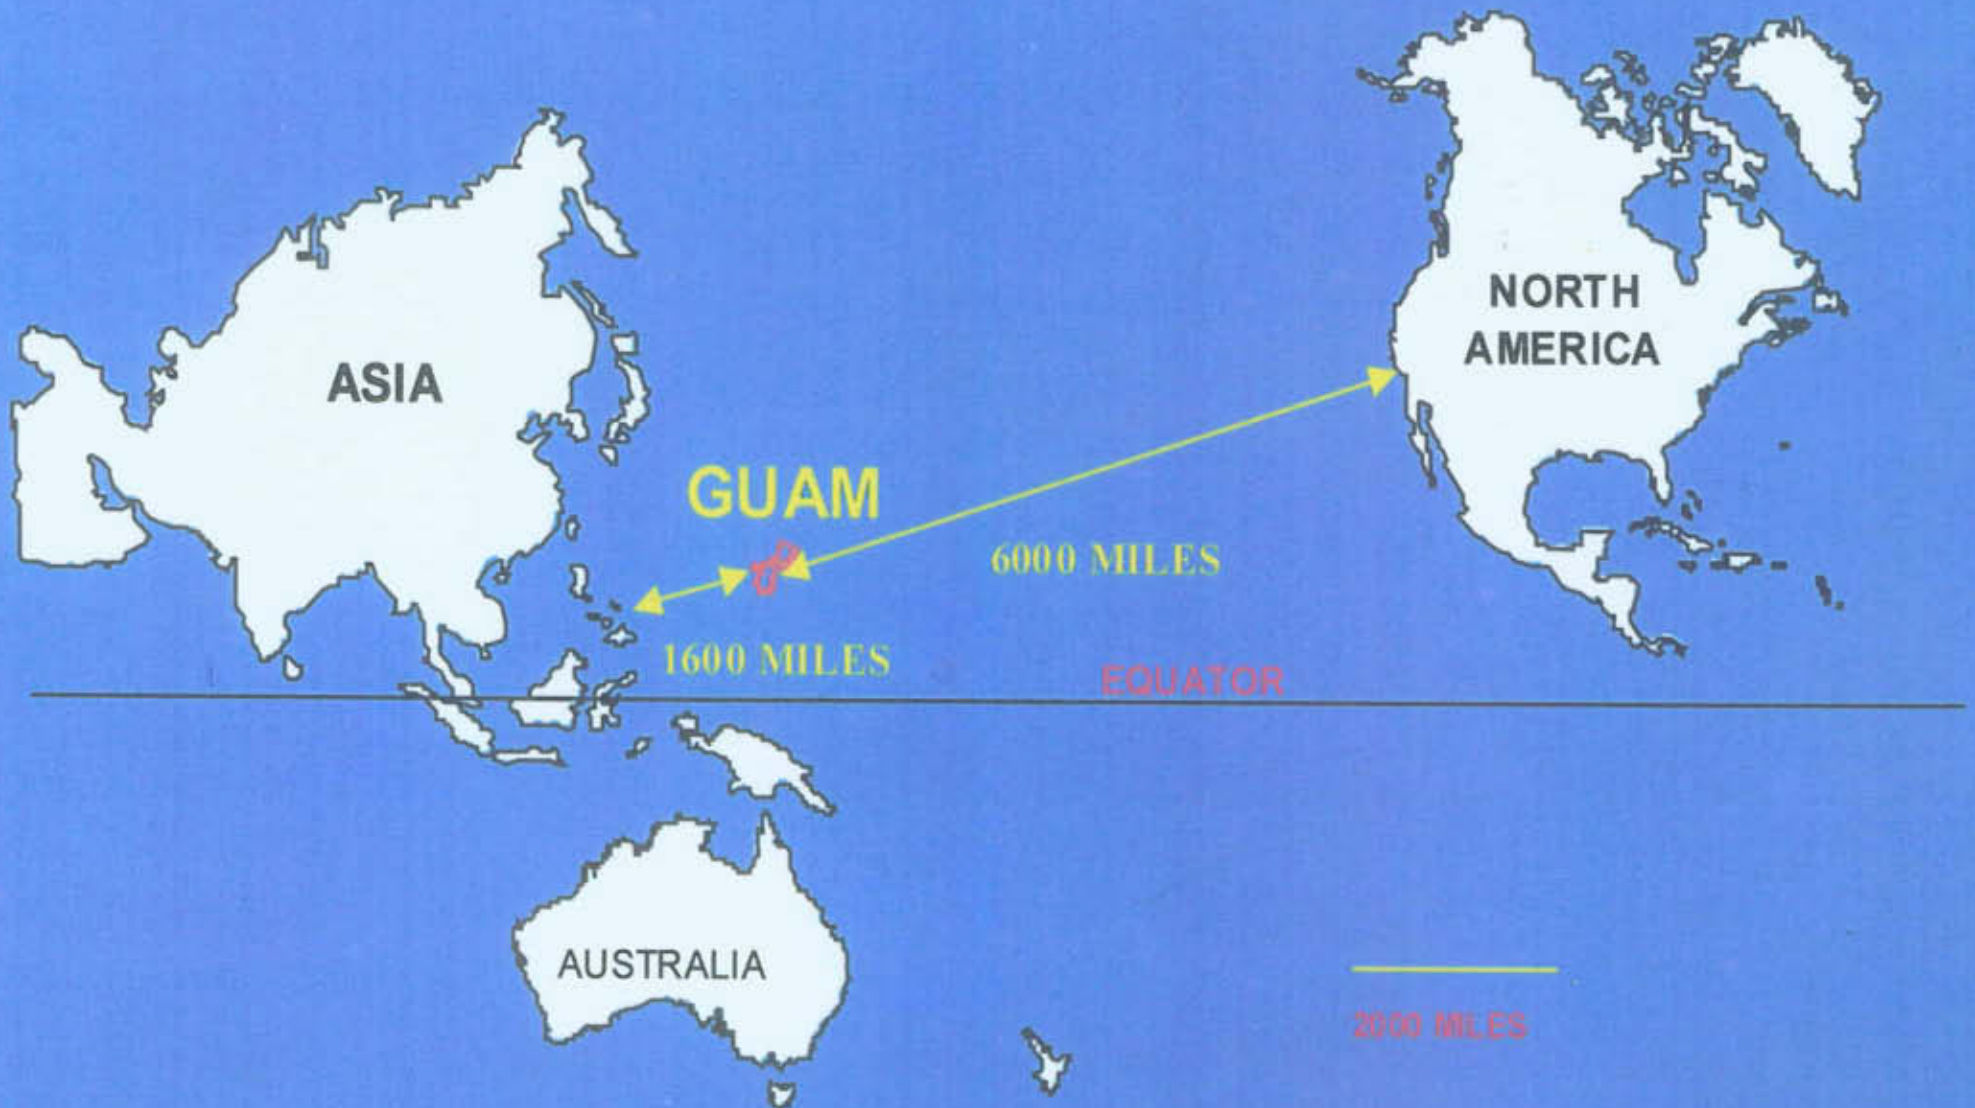 NORTH
AMERICA
ASIA
GUAM
6000 MILES
1600 MILES
EQUATOR
AUSTRALIA
2000 MILES